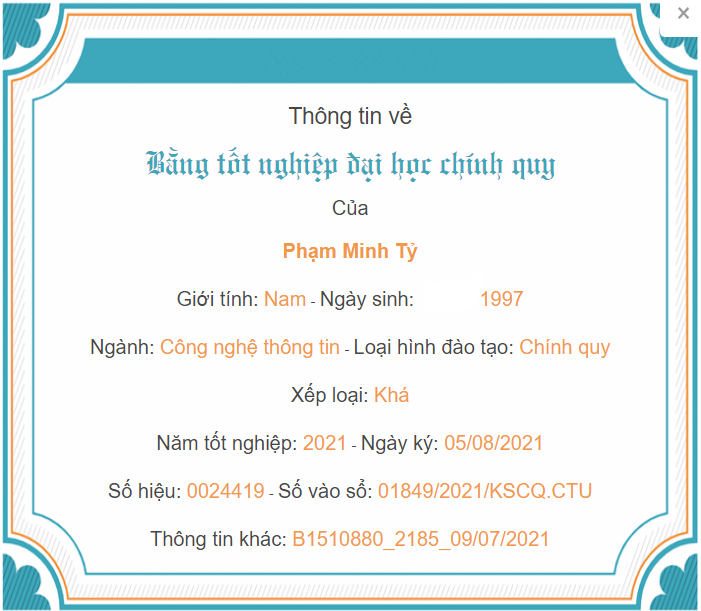 Thông tin về
Bằng tốt nghiệp đại học chính quy
Của
Phạm Minh Tỷ
Giới tính: Nam - Ngày sinh: 1997
Ngành: Công nghệ thông tin - Loại hình đào tạo: Chính quy
Xếp loại: Khá
Năm tốt nghiệp: 2021 - Ngày ký: 05/08/2021
Số hiệu: 0024419 - Số vào sổ: 01849/2021/KSCQ.CTU
Thông tin khác: B1510880_2185_09/07/2021